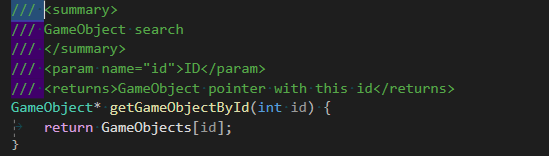 /// <summary>
/// GameObject search
/// </summary>
/// <param name="id">ID</param>
/// <returns>GameObject pointer with this id</returns>
GameObject* getGameObjectById(int id) {
    return GameObjects[id];
}